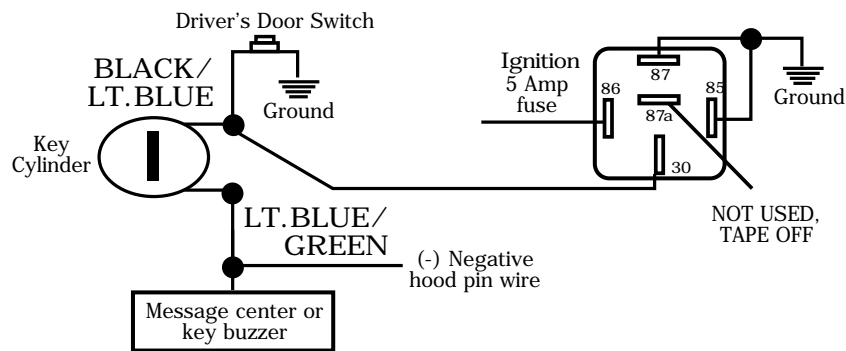 Driver's Door Switch
BLACK/
LT.BLUE
Ground
Key
Cylinder
LT.BLUE/
GREEN
(-) Negative
hood pin wire
Message center or
key buzzer
Ignition
5 Amp
fuse
87
86
85
87a
30
Ground
NOT USED,
TAPE OFF